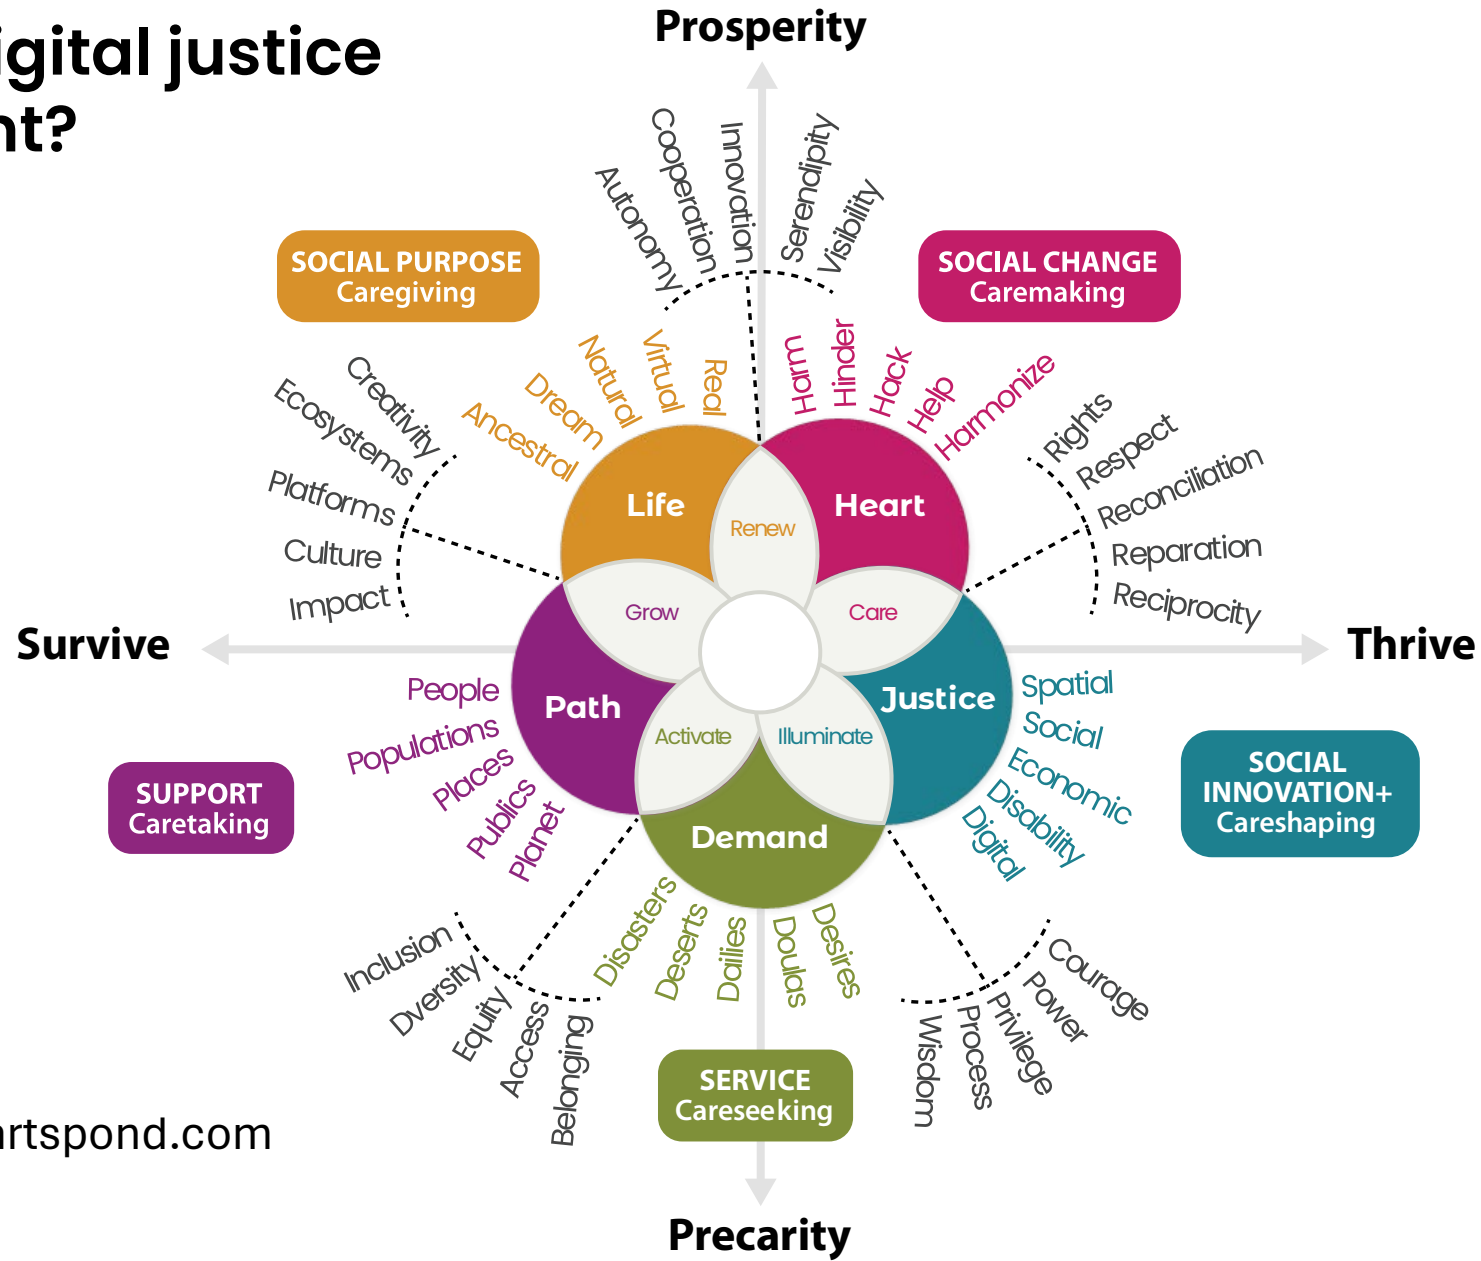 igital justice
nt?
Prosperity
Autonomy
Cooperation
Innovation
Serendipity
Visibility
SOCIAL PURPOSE
Caregiving
SOCIAL CHANGE
Caremaking
Ancestral
Dream
Natural
Virtual
Real
Harm
Hinder
Hack
Help
Harmonize
Creativity
Ecosystems
Platforms
Culture
Impact
Rights
Respect
Reconciliation
Reparation
Reciprocity
Life
Heart
Renew
Grow
Care
Survive
Thrive
Path
Justice
Activate
Illuminate
Demand
People
Populations
Places
Publics
Planet
Spatial
Social
Economic
Disability
Digital
SUPPORT
Caretaking
SOCIAL
INNOVATION+
Careshaping
Disasters
Deserts
Dailies
Doulas
Desires
Inclusion
Dversity
Equity
Access
Belonging
Wisdom
Process
Privilege
Power
Courage
SERVICE
Careseeking
artspond.com
Precarity